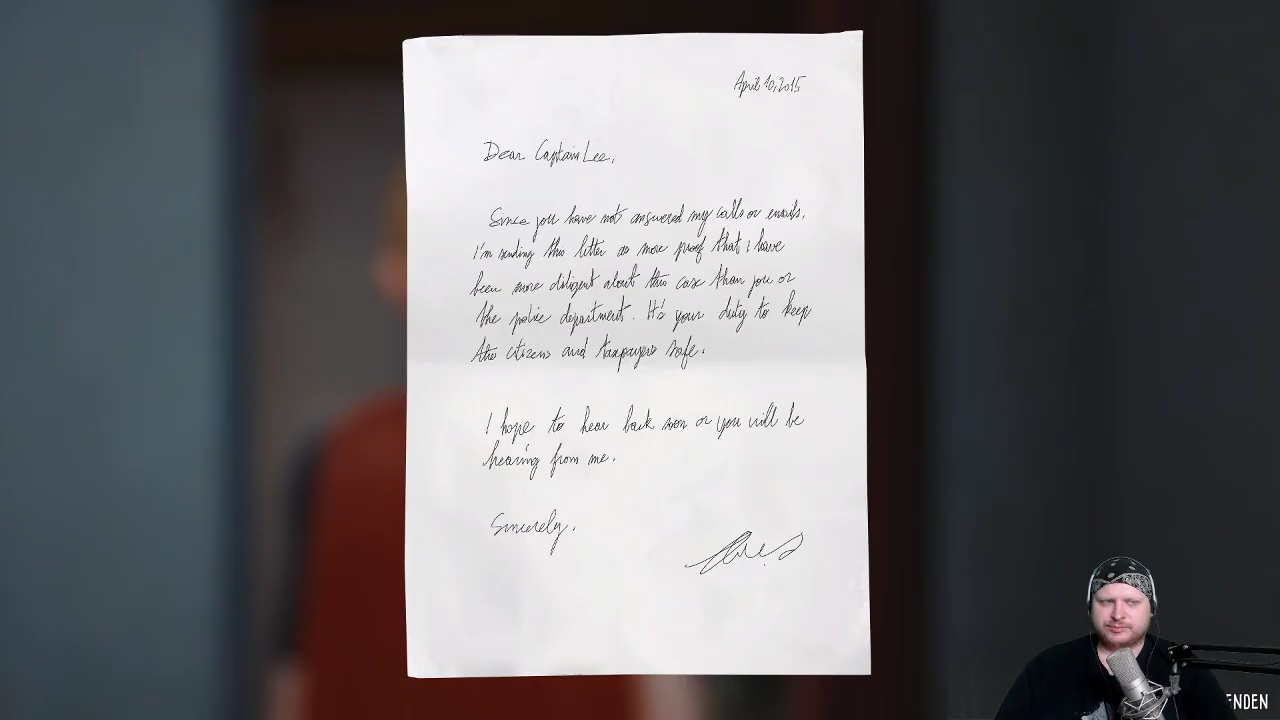 April 10, 2015
Dear Captain Lee,
Since you have not answered my calls or emails,
I'm sending this letter as more proof that I have
been more diligent about this case than you or
the police department. It's your duty to keep
the citizens and taxpayers safe.
I hope to hear back soon or you will be
hearing from me.
Sincerely,
ENDEN